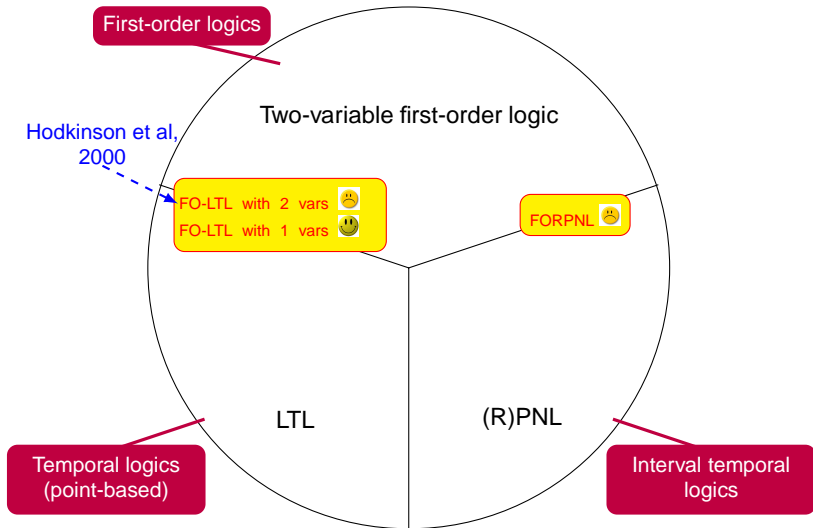 First-order logics
Two-variable first-order logic
Hodkinson et al,
2000
FO-LTL with 2 vars
FO-LTL with 1 vars
FORPNL
LTL
(R)PNL
Temporal logics
(point-based)
Interval temporal
logics